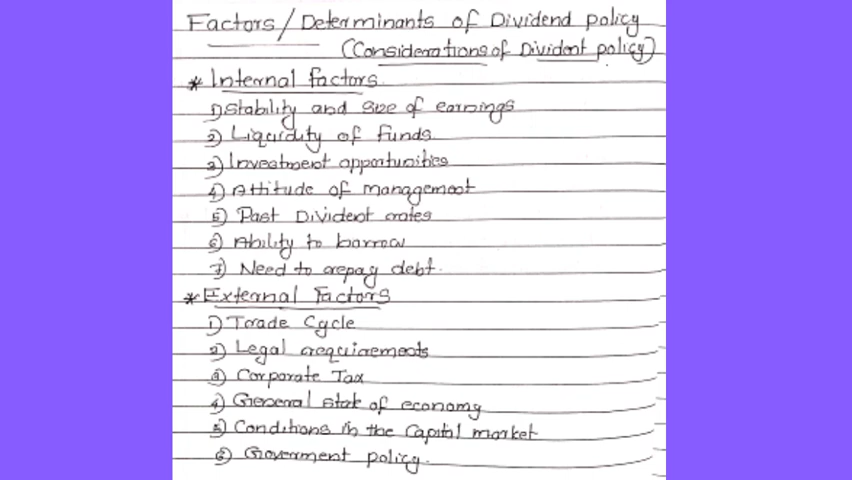 Factors/Determinants of Dividend policy
(Considerations of Divident policy)
* Internal factors
1) Stability and Size of earnings
2) Liquidity of Funds
3) Investment opportunities
4) Attitude of management
5) Past Divident rates
6) Ability to borrow
7) Need to repay debt.
* External Factors
1) Trade Cycle
2) Legal requirements
3) Corporate Tax
4) General state of economy
5) Conditions in the Capital market
6) Goverment policy.